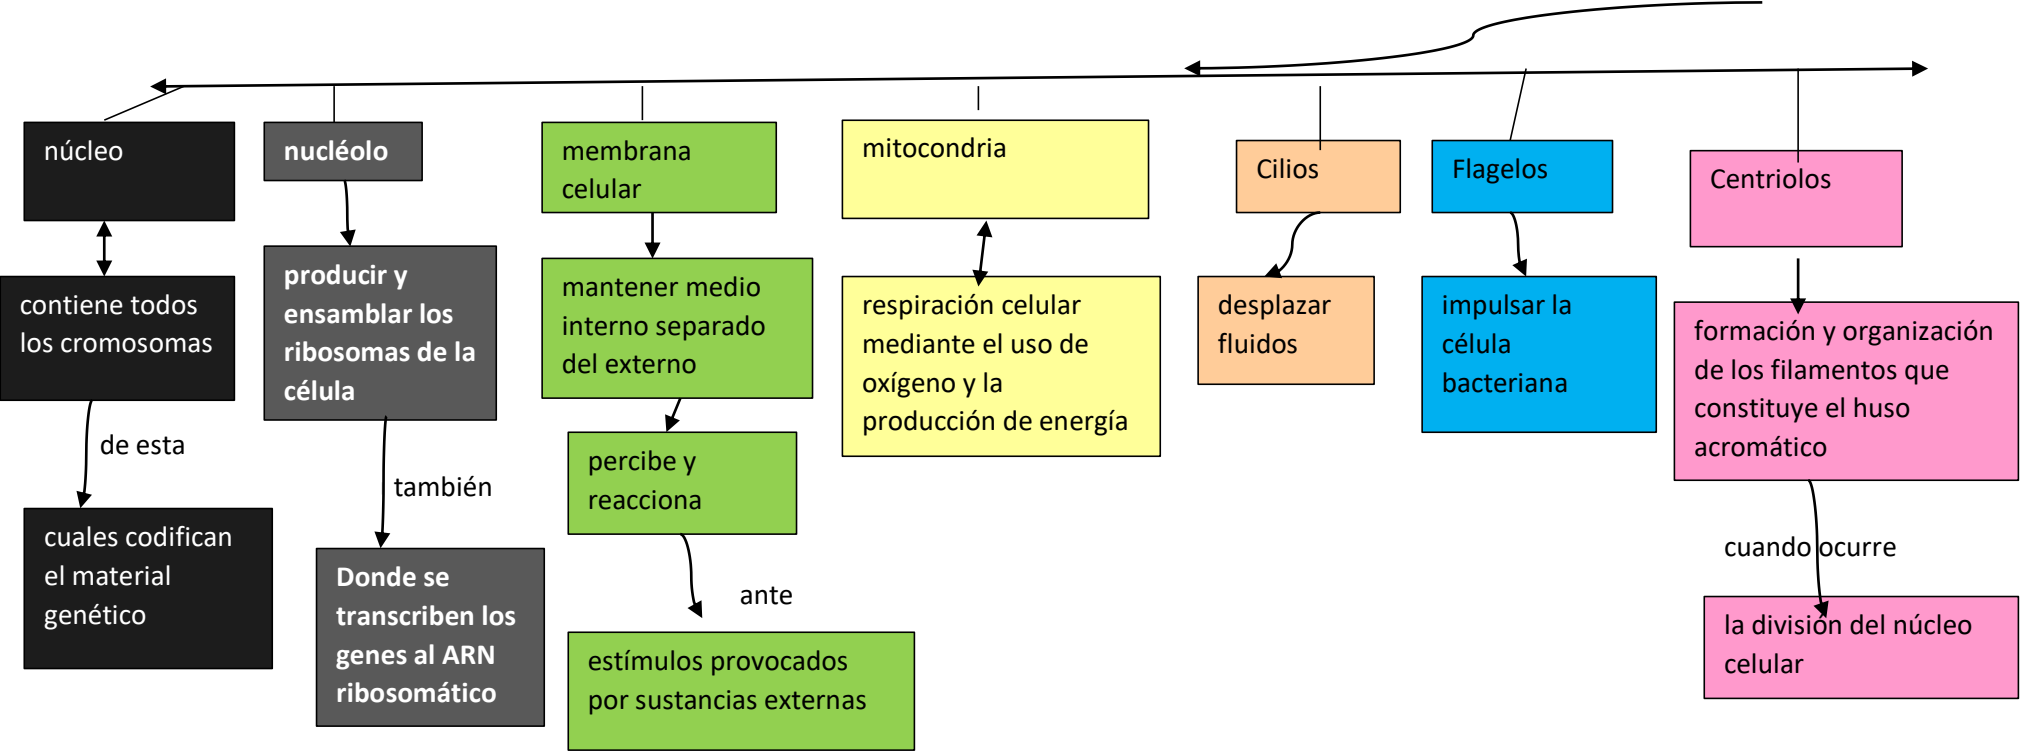 núcleo
contiene todos
los cromosomas
de esta
cuales codifican
el material
genético
nucléolo
producir y
ensamblar los
ribosomas de la
célula
también
Donde se
transcriben los
genes al ARN
ribosomático
membrana
celular
mantener medio
interno separado
del externo
percibe y
reacciona
ante
estímulos provocados
por sustancias externas
mitocondria
respiración celular
mediante el uso de
oxígeno y la
producción de energía
Cilios
desplazar
fluidos
Flagelos
impulsar la
célula
bacteriana
Centriolos
formación y organización
de los filamentos que
constituye el huso
acromático
cuando ocurre
la división del núcleo
celular